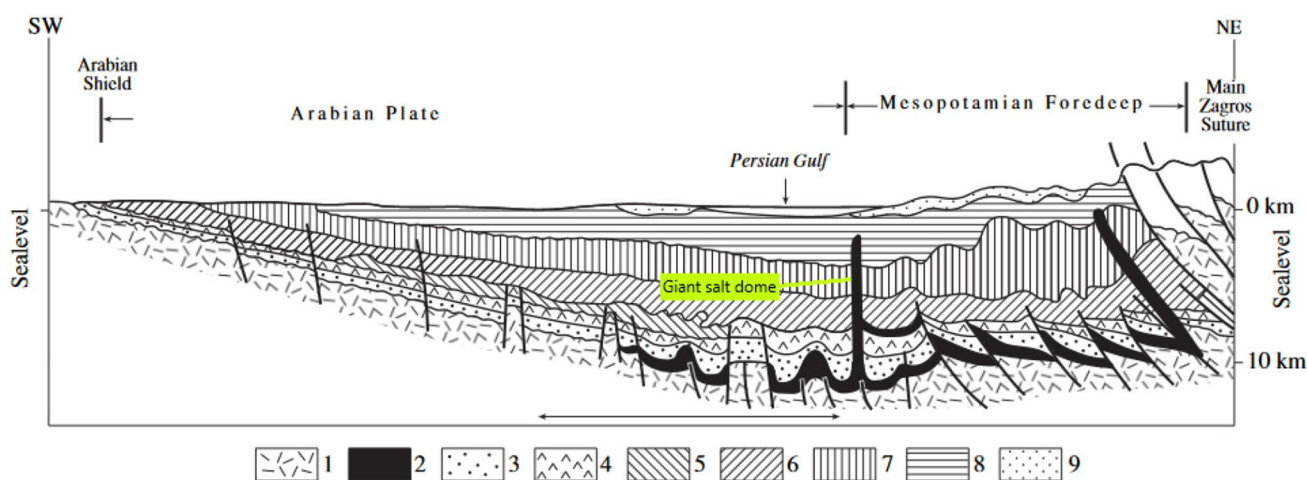 SW
NE
Arabian
Shield
Arabian Plate
Mesopotamian Foredeep
Main
Zagros
Suture
Persian Gulf
Sealevel
0 km
Giant salt dome
Sealevel
10 km
1
2
3
4
5
6
7
8
9